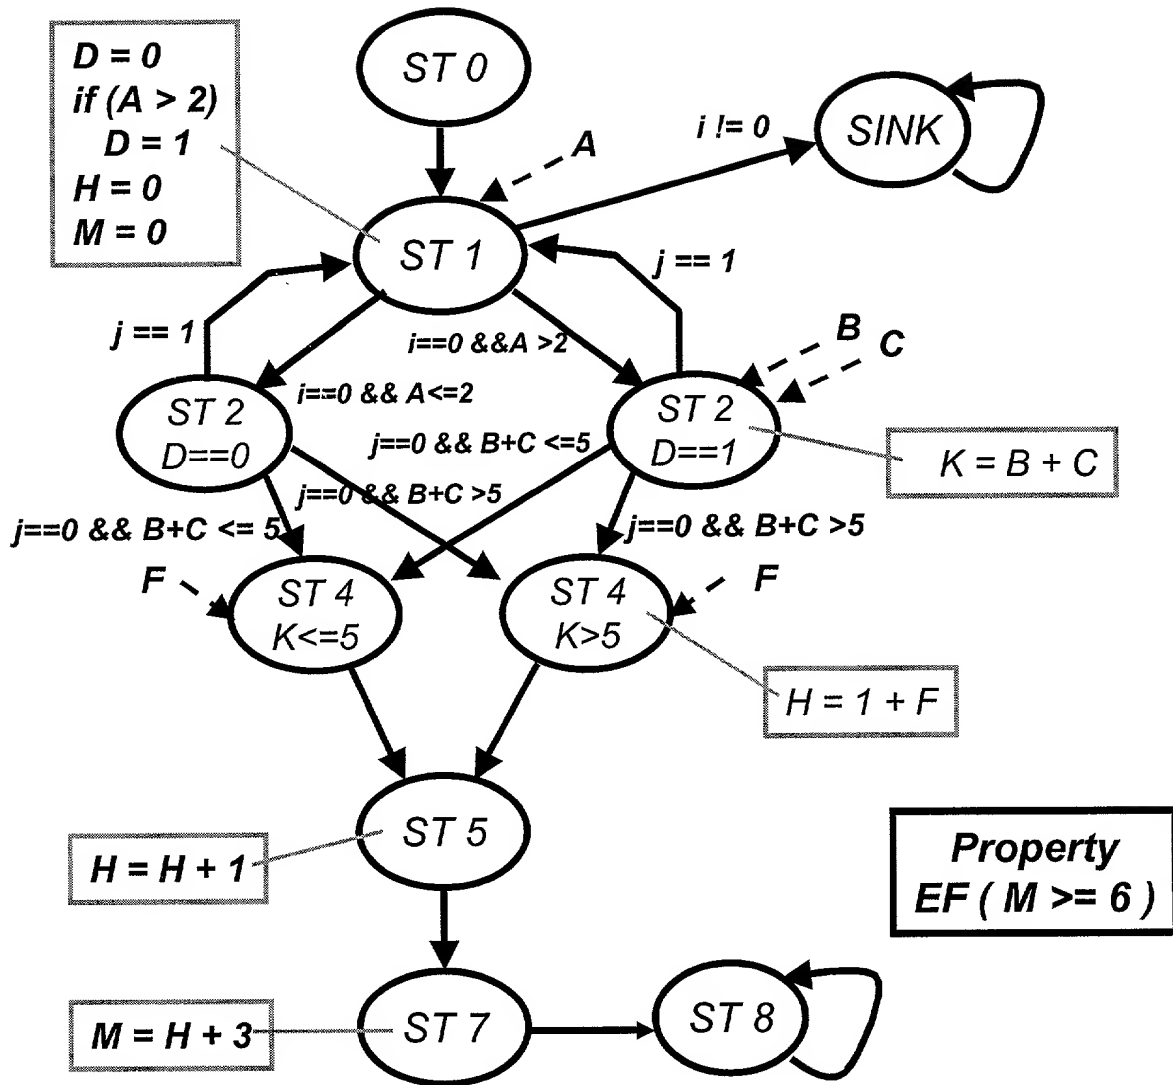 D = 0
if (A > 2)
D = 1
H = 0
M = 0
ST 0
i != 0
SINK
A
ST 1
j == 1
j == 1
i==0 &&A >2
i==0 && A<=2
B
C
ST 2
D==0
ST 2
D==1
K = B + C
j==0 && B+C <=5
j==0 && B+C >5
j==0 && B+C <= 5
j==0 && B+C >5
F
F
ST 4
K<=5
ST 4
K>5
H = 1 + F
ST 5
H = H + 1
Property
EF ( M >= 6 )
ST 7
M = H + 3
ST 8